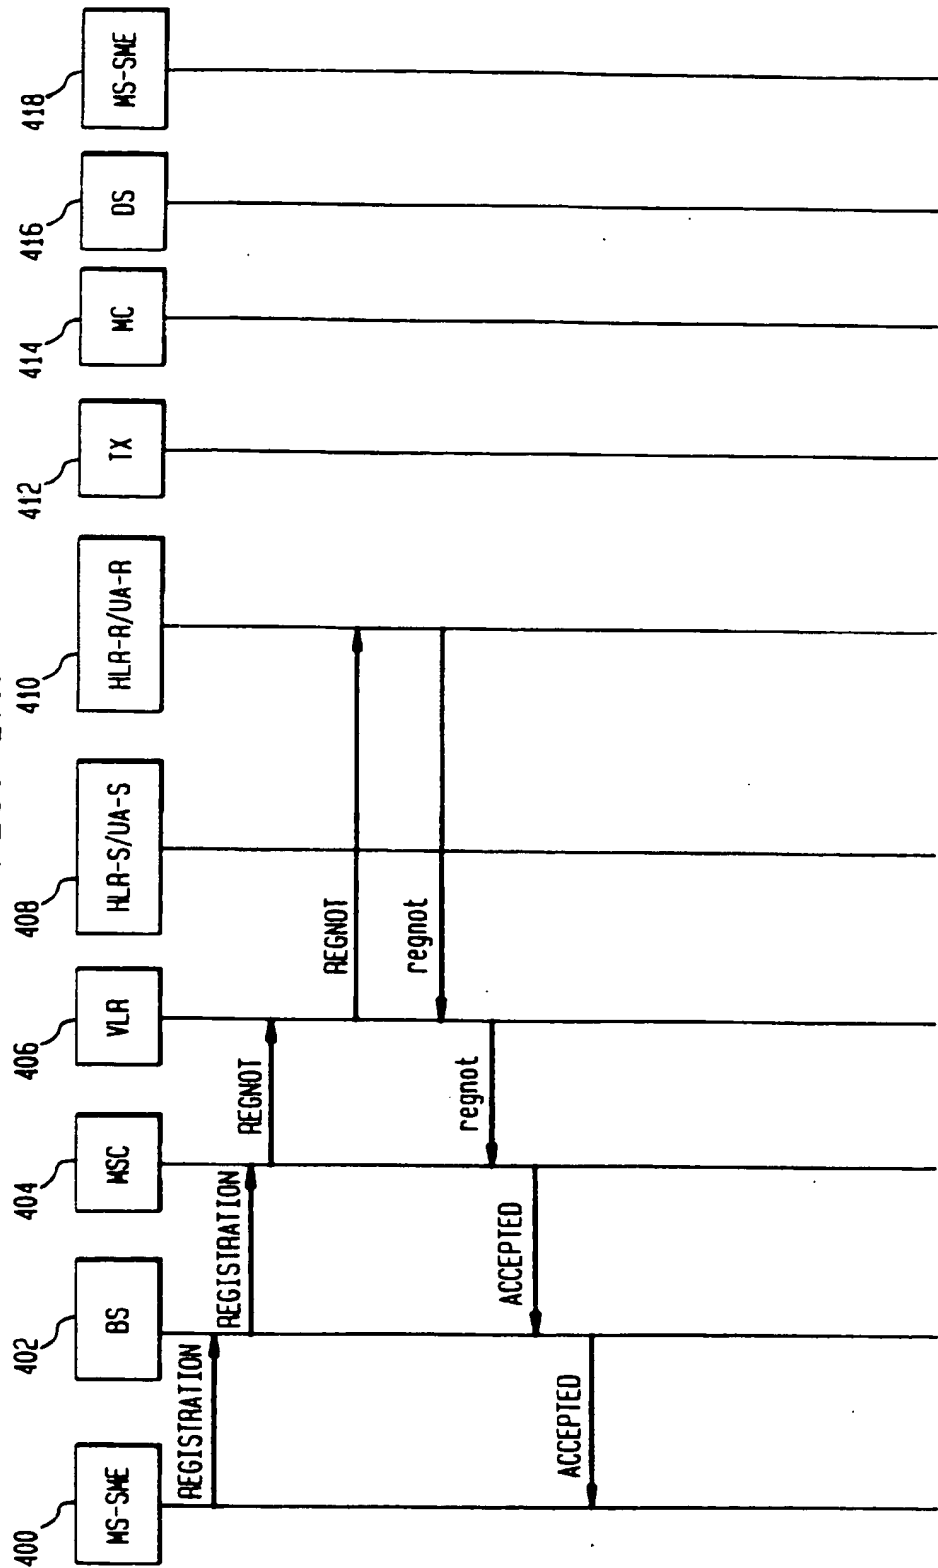 400
402
404
406
408
410
412
414
416
418
MS-SME
BS
MSC
VLR
HLR-S/UA-S
HLR-R/UA-R
TX
MC
DS
MS-SME
REGISTRATION
REGISTRATION
REGNOT
REGNOT
regnot
regnot
ACCEPTED
ACCEPTED